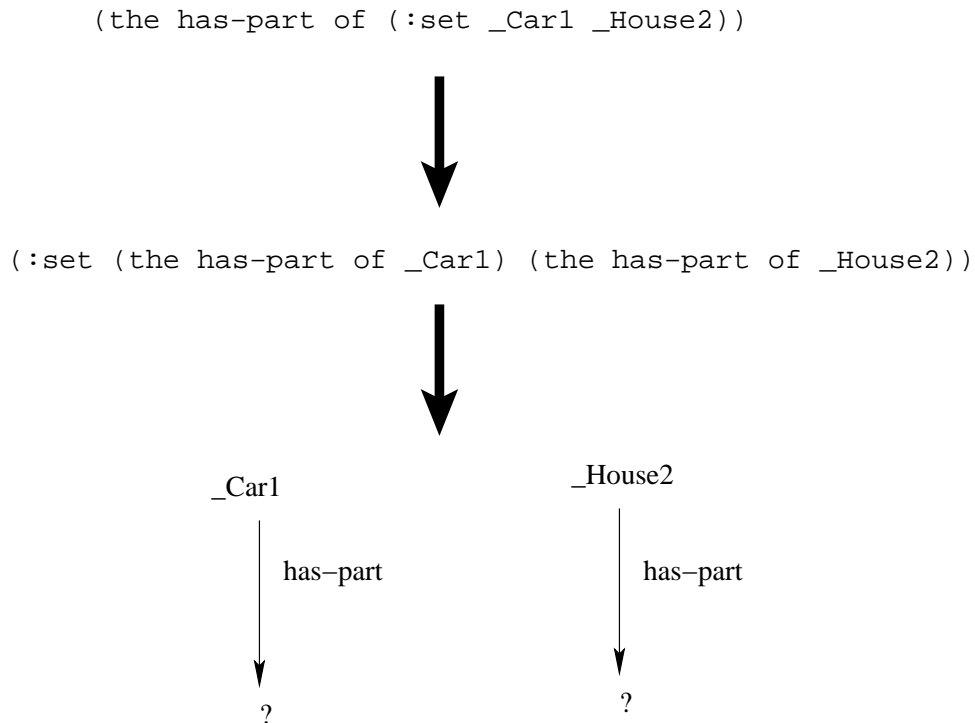 (the has−part of (:set _Car1 _House2))
(:set (the has−part of _Car1) (the has−part of _House2))
_Car1
_House2
has−part
has−part
?
?